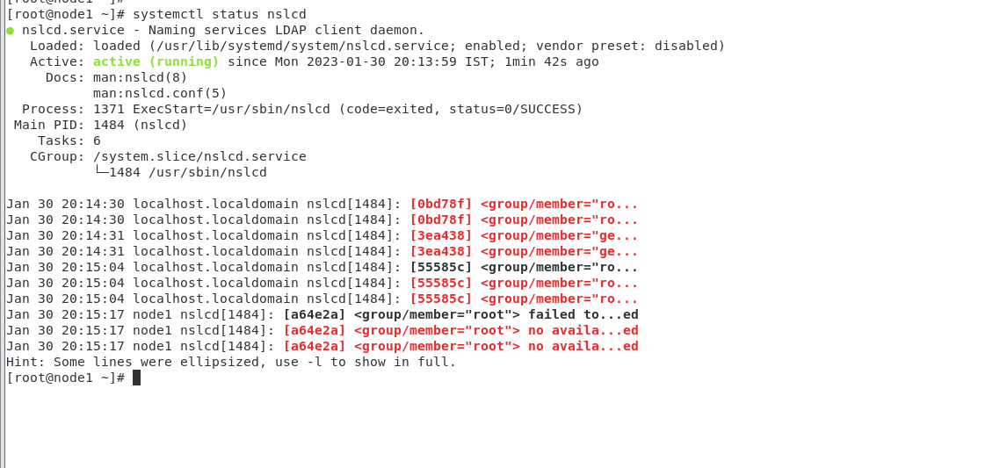 [root@node1 ~]#
[root@node1 ~]# systemctl status nslcd
● nslcd.service - Naming services LDAP client daemon.
   Loaded: loaded (/usr/lib/systemd/system/nslcd.service; enabled; vendor preset: disabled)
   Active: active (running) since Mon 2023-01-30 20:13:59 IST; 1min 42s ago
     Docs: man:nslcd(8)
           man:nslcd.conf(5)
  Process: 1371 ExecStart=/usr/sbin/nslcd (code=exited, status=0/SUCCESS)
 Main PID: 1484 (nslcd)
    Tasks: 6
   CGroup: /system.slice/nslcd.service
           └─1484 /usr/sbin/nslcd

Jan 30 20:14:30 localhost.localdomain nslcd[1484]: [0bd78f] <group/member="ro...
Jan 30 20:14:30 localhost.localdomain nslcd[1484]: [0bd78f] <group/member="ro...
Jan 30 20:14:31 localhost.localdomain nslcd[1484]: [3ea438] <group/member="ge...
Jan 30 20:14:31 localhost.localdomain nslcd[1484]: [3ea438] <group/member="ge...
Jan 30 20:15:04 localhost.localdomain nslcd[1484]: [55585c] <group/member="ro...
Jan 30 20:15:04 localhost.localdomain nslcd[1484]: [55585c] <group/member="ro...
Jan 30 20:15:04 localhost.localdomain nslcd[1484]: [55585c] <group/member="ro...
Jan 30 20:15:17 node1 nslcd[1484]: [a64e2a] <group/member="root"> failed to...ed
Jan 30 20:15:17 node1 nslcd[1484]: [a64e2a] <group/member="root"> no availa...ed
Jan 30 20:15:17 node1 nslcd[1484]: [a64e2a] <group/member="root"> no availa...ed
Hint: Some lines were ellipsized, use -l to show in full.
[root@node1 ~]#